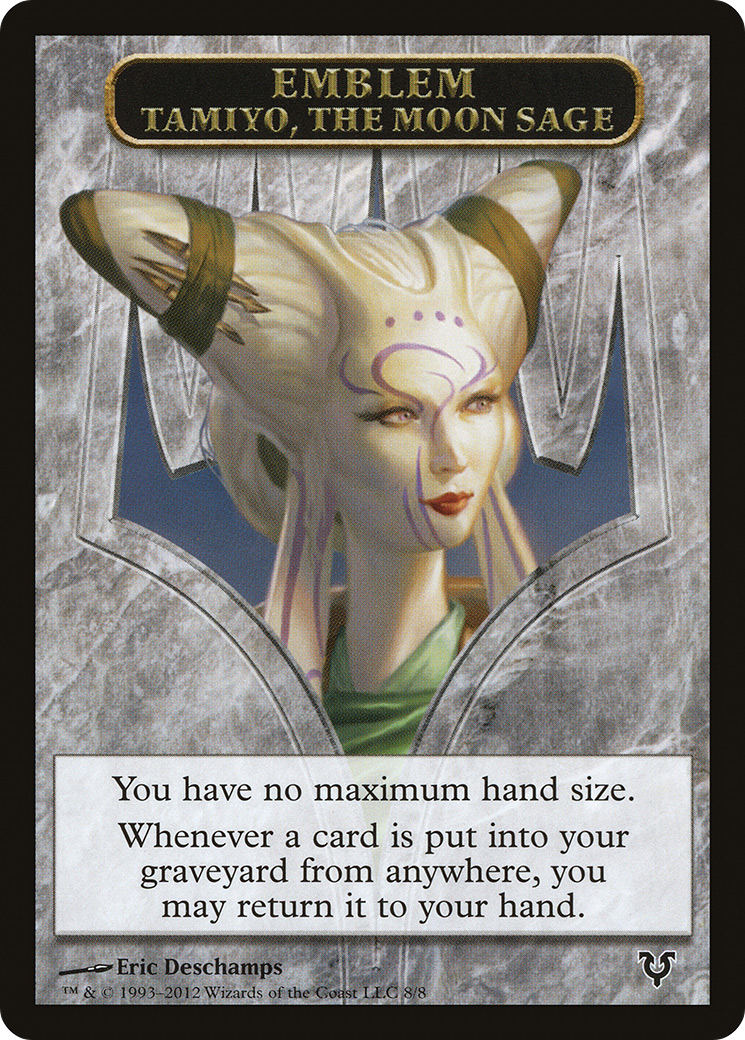 EMBLEM
TAMIYO, THE MOON SAGE
You have no maximum hand size.
Whenever a card is put into your
graveyard from anywhere, you
may return it to your hand.
Eric Deschamps
™ & © 1993–2012 Wizards of the Coast LLC 8/8